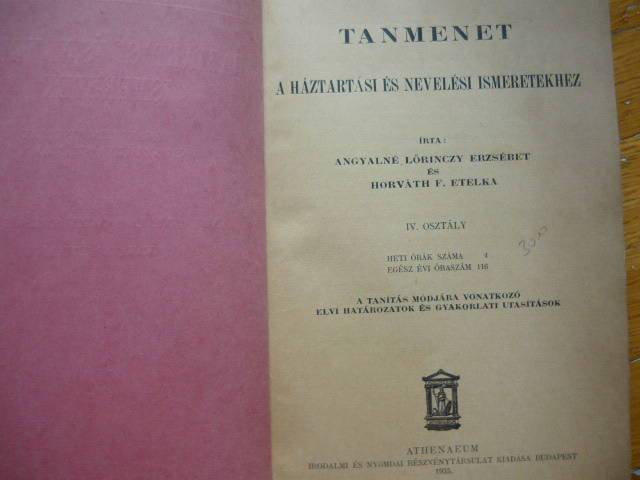 TANMENET
A HÁZTARTÁSI ÉS NEVELÉSI ISMERETEKHEZ
ÍRTA:
ANGYALNÉ LŐRINCZY ERZSÉBET
ÉS
HORVÁTH F. ETELKA
IV. OSZTÁLY
HETI ÓRÁK SZÁMA 4
EGÉSZ ÉVI ÓRASZÁM 116
A TANÍTÁS MÓDJÁRA VONATKOZÓ
ELVI HATÁROZATOK ÉS GYAKORLATI UTASÍTÁSOK
ATHENAEUM
IRODALMI ÉS NYOMDAI RÉSZVÉNYTÁRSULAT KIADÁSA BUDAPEST
1935.